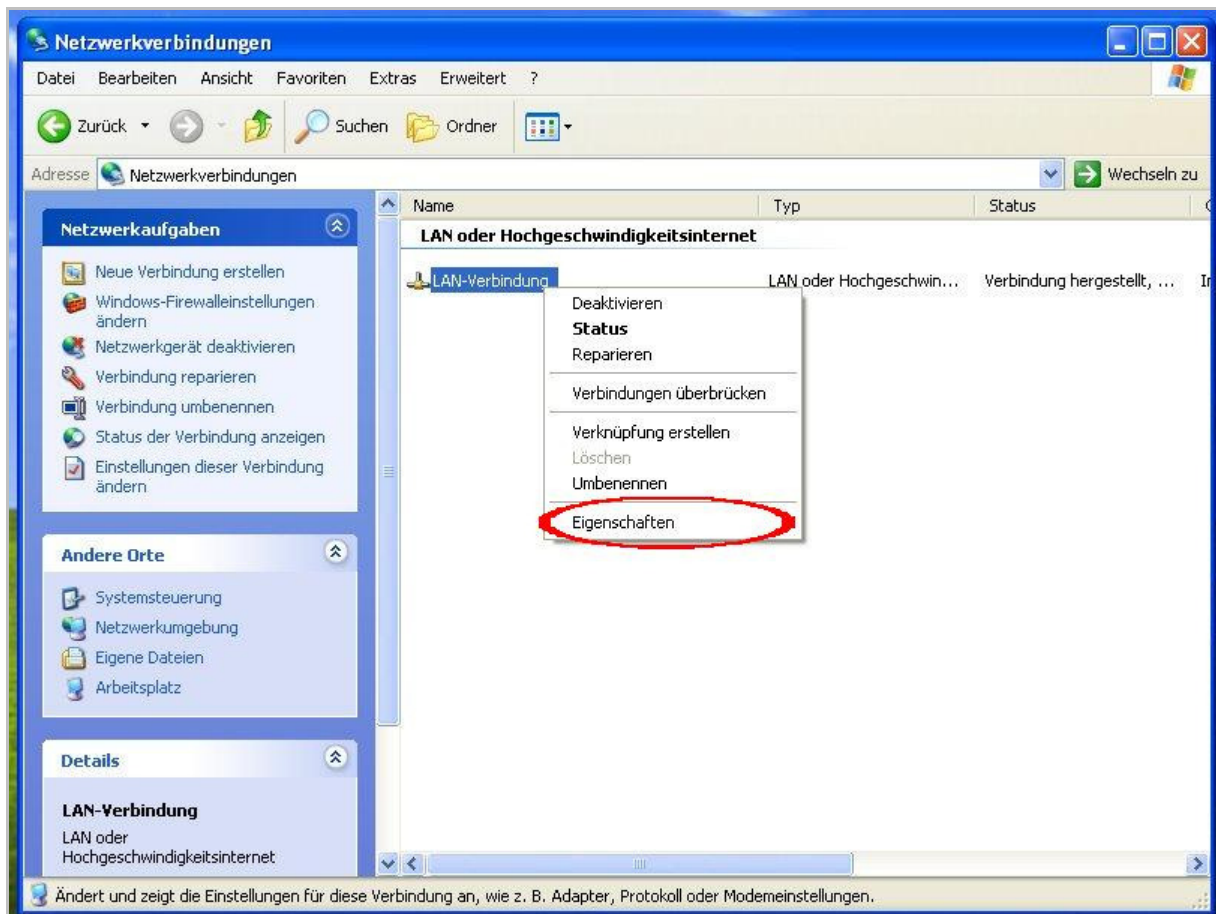 Netzwerkverbindungen
Datei Bearbeiten Ansicht Favoriten Extras Erweitert ?
Zurück Suchen Ordner
Adresse Netzwerkverbindungen Wechseln zu
Netzwerkaufgaben
Neue Verbindung erstellen
Windows-Firewalleinstellungen
ändern
Netzwerkgerät deaktivieren
Verbindung reparieren
Verbindung umbenennen
Status der Verbindung anzeigen
Einstellungen dieser Verbindung
ändern
Andere Orte
Systemsteuerung
Netzwerkumgebung
Eigene Dateien
Arbeitsplatz
Details
LAN-Verbindung
LAN oder
Hochgeschwindigkeitsinternet
Name Typ Status
LAN oder Hochgeschwindigkeitsinternet
LAN-Verbindung LAN oder Hochgeschwin... Verbindung hergestellt, ...
Deaktivieren
Status
Reparieren
Verbindungen überbrücken
Verknüpfung erstellen
Löschen
Umbenennen
Eigenschaften
Ändert und zeigt die Einstellungen für diese Verbindung an, wie z. B. Adapter, Protokoll oder Modemeinstellungen.